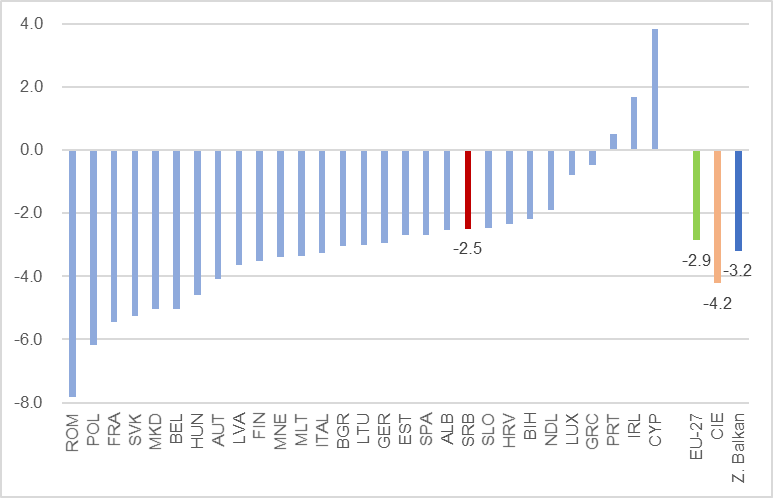 4.0
2.0
0.0
-2.0
-4.0
-6.0
-8.0
-2.5
-2.9
-4.2
-3.2
ROM
POL
FRA
SVK
MKD
BEL
HUN
AUT
LVA
FIN
MNE
MLT
ITAL
BGR
LTU
GER
EST
SPA
ALB
SRB
SLO
HRV
BIH
NDL
LUX
GRC
PRT
IRL
CYP
EU-27
CIE
Z. Balkan